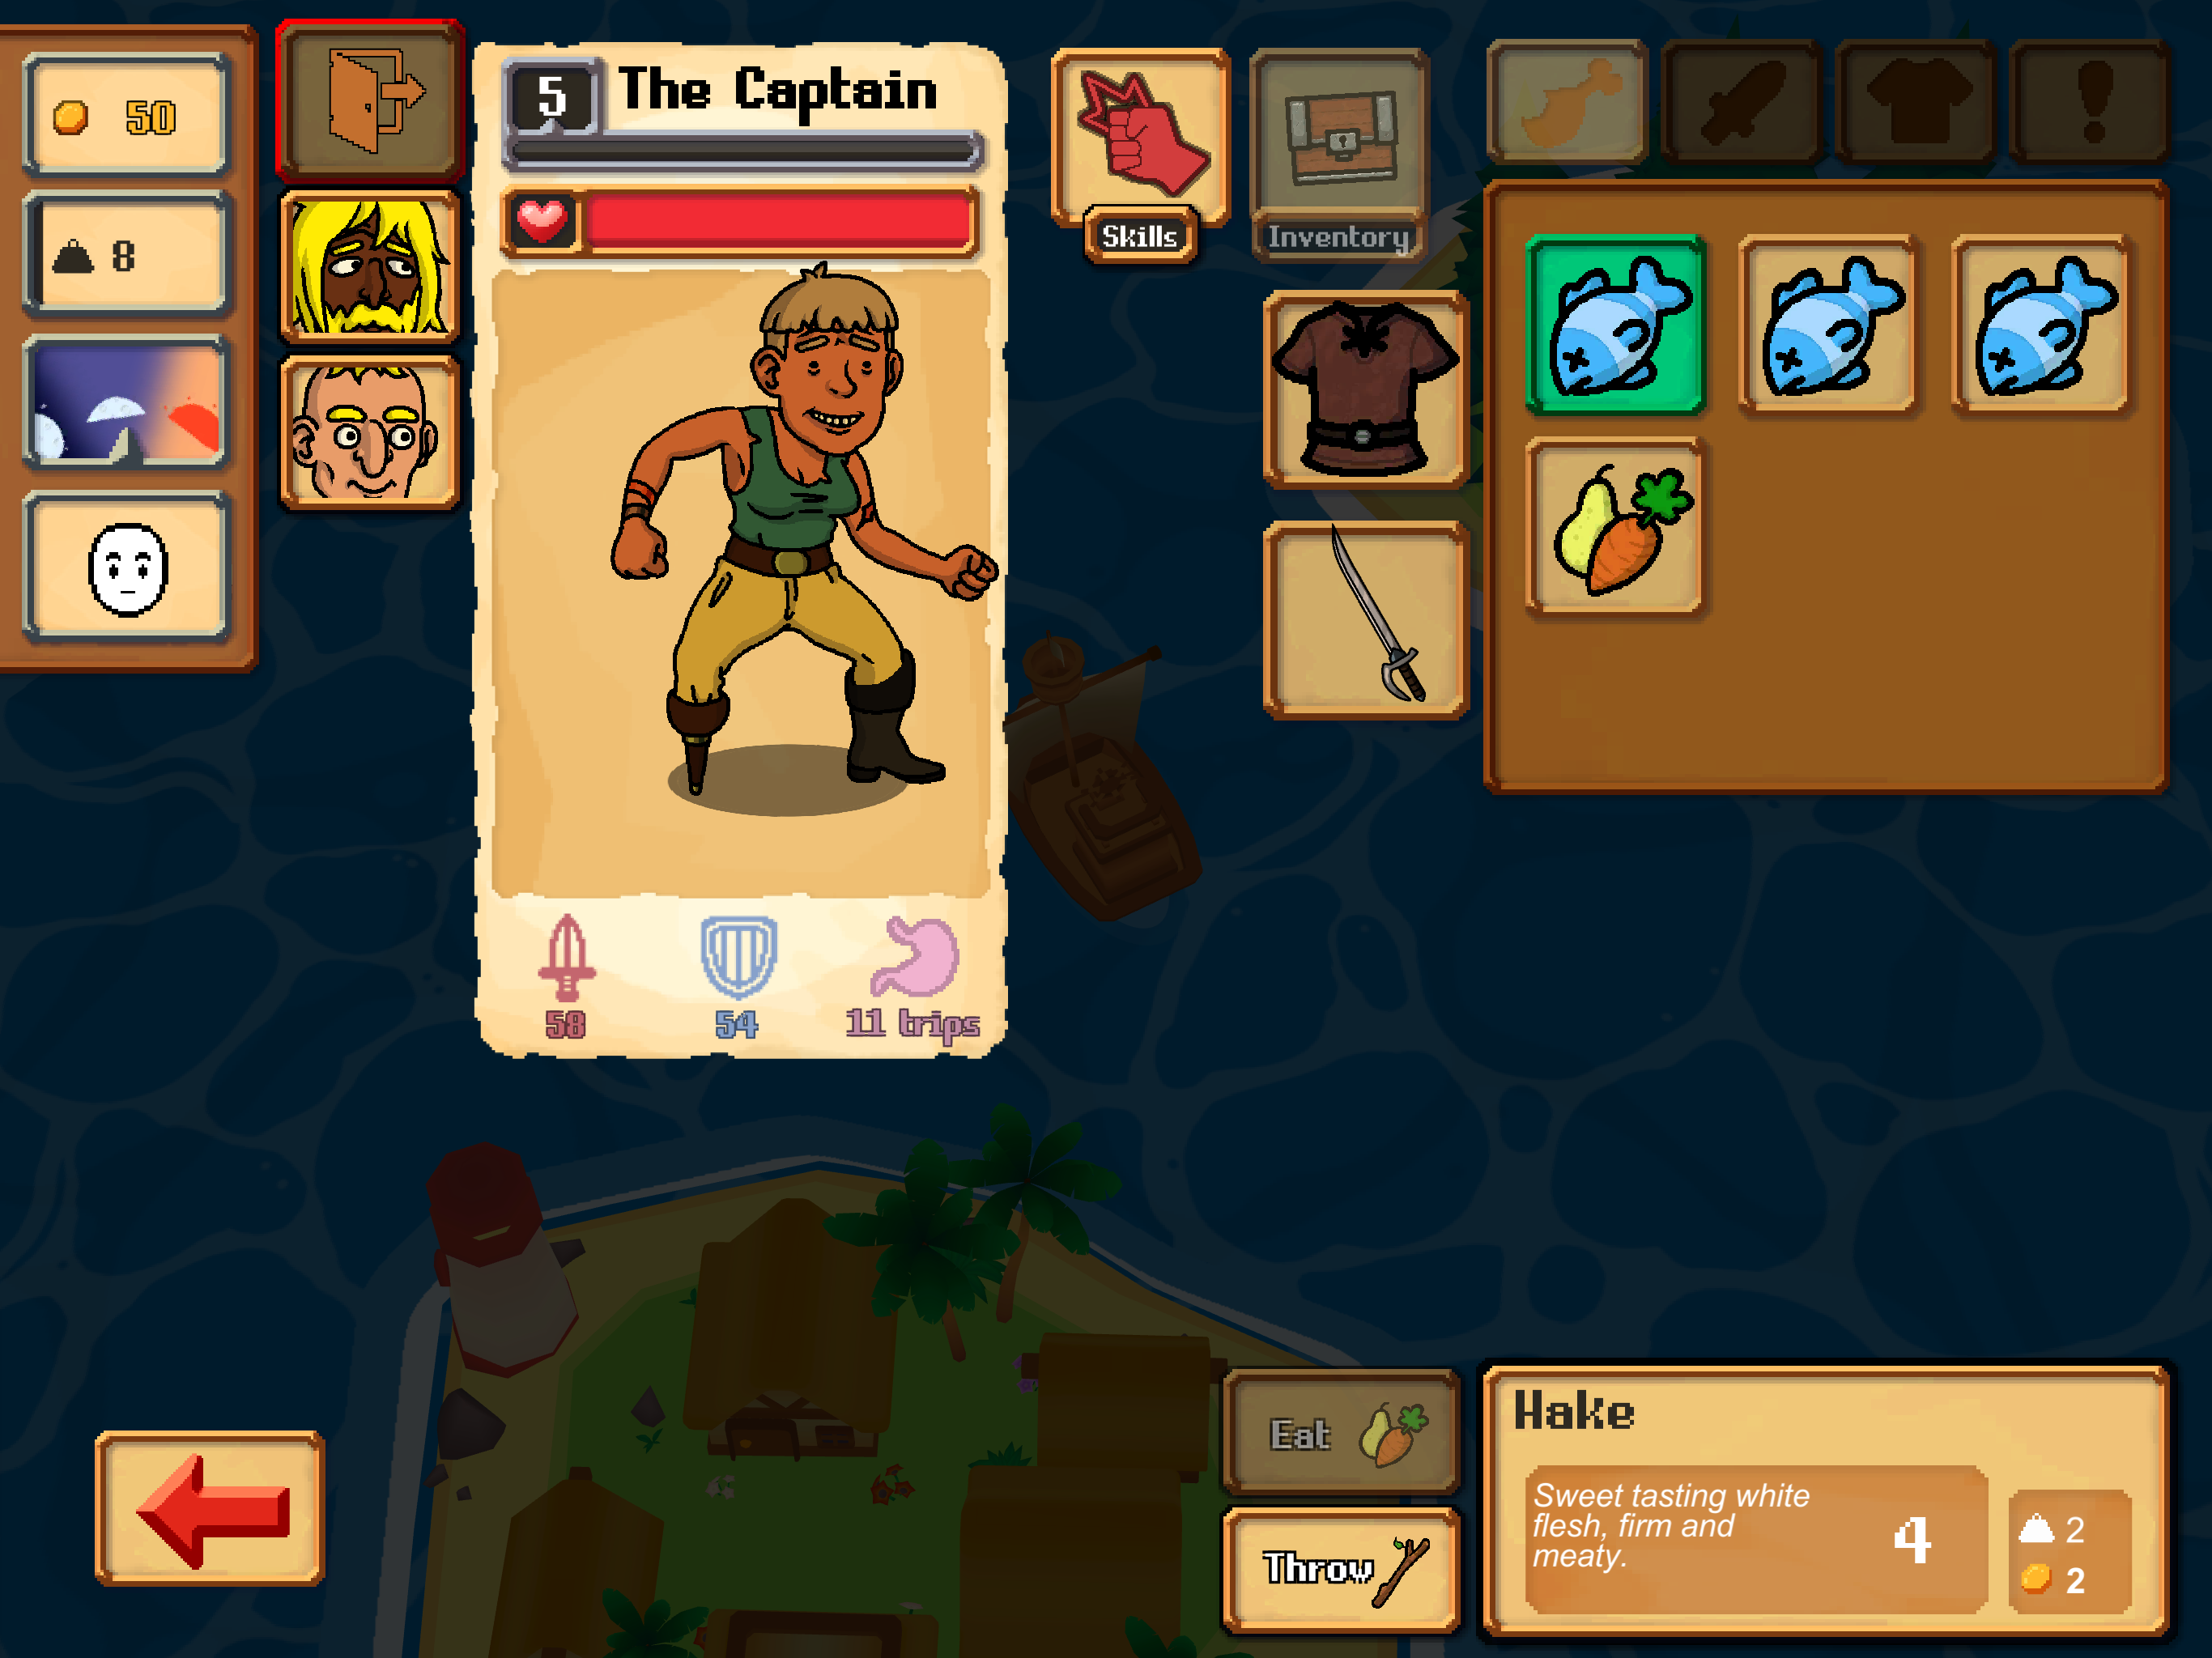 50
8
5
The Captain
58
54
11 trips
Skills
Inventory
Eat
Throw
Hake
Sweet tasting white
flesh, firm and
meaty.
4
2
2